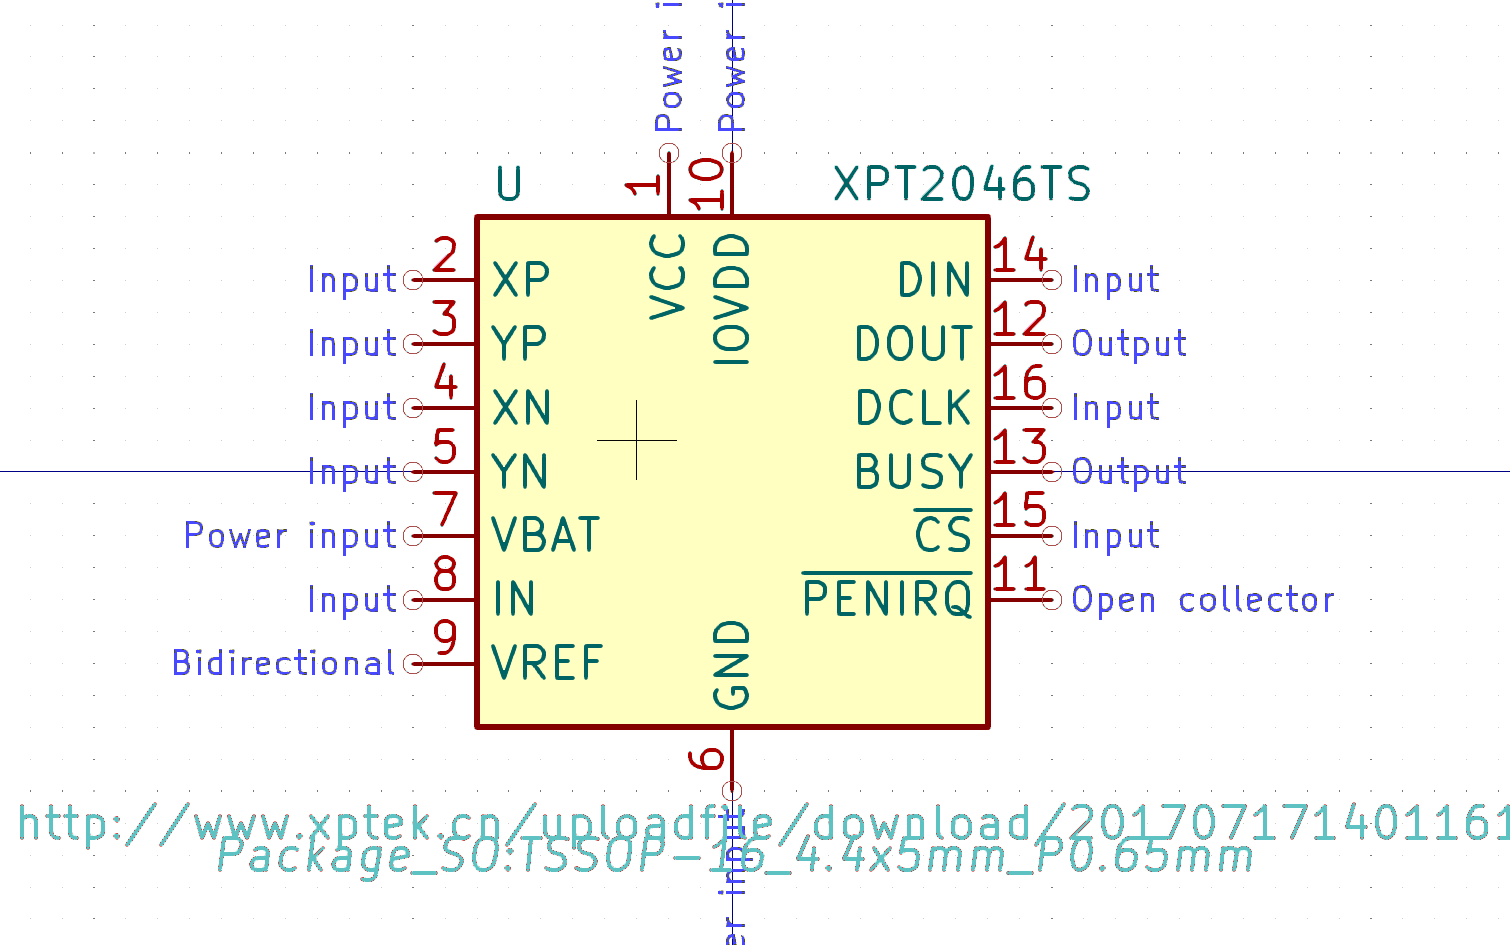 Power i
Power i
U
1
10
XPT2046TS
VCC
IOVDD
Input 2 XP
DIN 14 Input
Input 3 YP
DOUT 12 Output
Input 4 XN
DCLK 16 Input
Input 5 YN
BUSY 13 Output
Power input 7 VBAT
CS 15 Input
Input 8 IN
PENIRQ 11 Open collector
Bidirectional 9 VREF
GND
6
http://www.xptek.cn/uploadfile/download/201707171401161
Package_SO:TSSOP-16_4.4x5mm_P0.65mm
er input